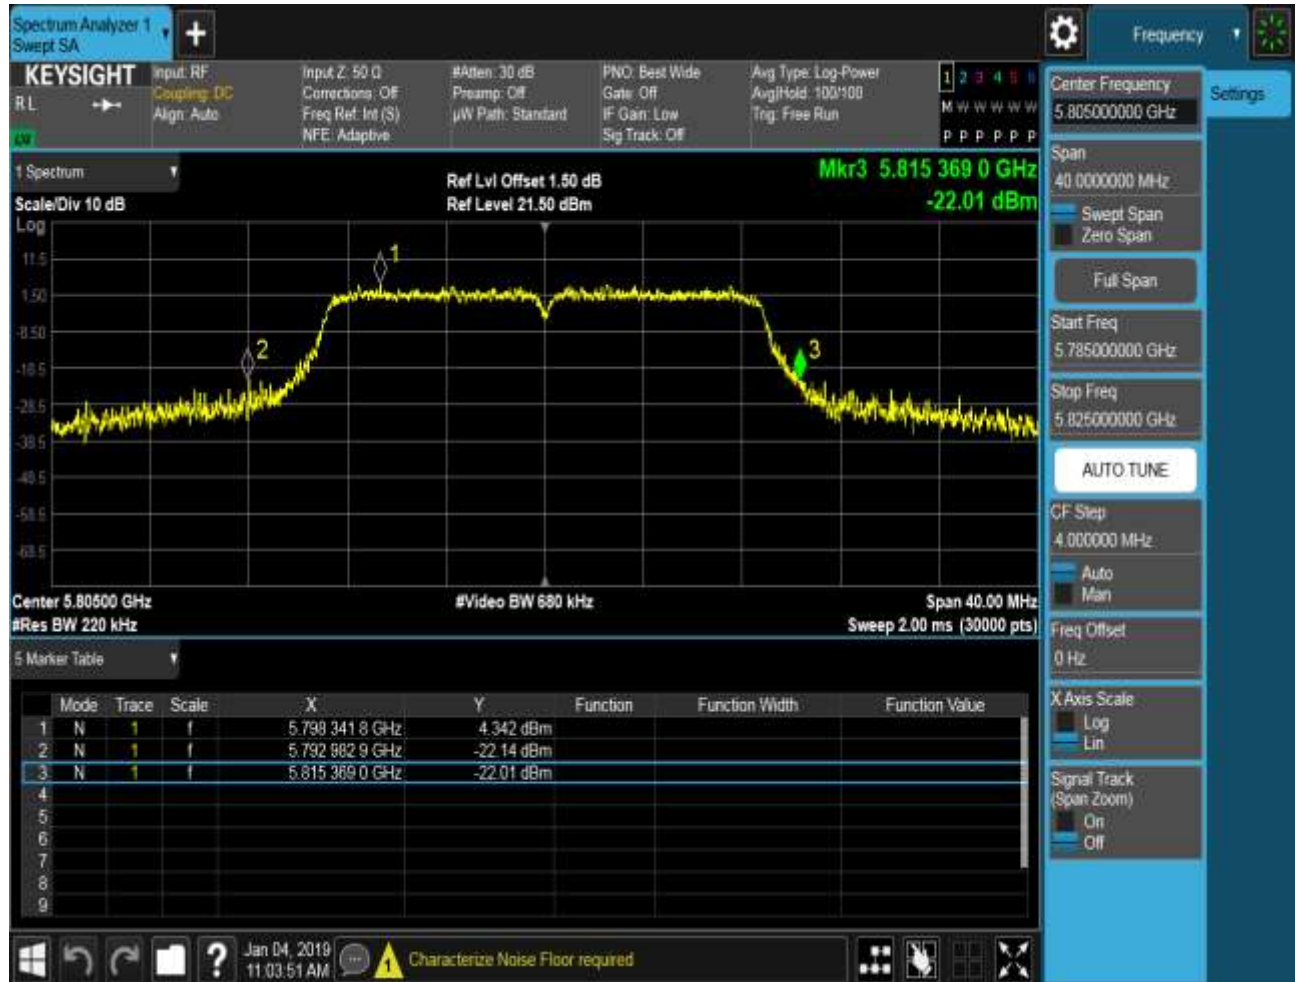 Spectrum Analyzer 1
Swept SA
Frequency
KEYSIGHT
R L
Input: RF
Coupling: DC
Align: Auto
Input Z: 50 Ω
Corrections: Off
Freq Ref: Int (S)
NFE: Adaptive
#Atten: 30 dB
Preamp: Off
µW Path: Standard
PNO: Best Wide
Gate: Off
IF Gain: Low
Sig Track: Off
Avg Type: Log-Power
Avg|Hold: 100/100
Trig: Free Run
1 2 3 4 5 6
M W W W W W
P P P P P P
1 Spectrum
Scale/Div 10 dB
Log
Ref Lvl Offset 1.50 dB
Ref Level 21.50 dBm
Mkr3 5.815 369 0 GHz
-22.01 dBm
11.5
1.50
-8.50
-18.5
-28.5
-38.5
-48.5
-58.5
-68.5
1
2
3
Center 5.80500 GHz
#Video BW 680 kHz
Span 40.00 MHz
#Res BW 220 kHz
Sweep 2.00 ms (30000 pts)
5 Marker Table
Mode Trace Scale X Y Function Function Width Function Value
1 N 1 f 5.798 341 8 GHz 4.342 dBm
2 N 1 f 5.792 982 9 GHz -22.14 dBm
3 N 1 f 5.815 369 0 GHz -22.01 dBm
4
5
6
7
8
9
Jan 04, 2019
11:03:51 AM
Characterize Noise Floor required
Center Frequency
5.805000000 GHz
Settings
Span
40.0000000 MHz
Swept Span
Zero Span
Full Span
Start Freq
5.785000000 GHz
Stop Freq
5.825000000 GHz
AUTO TUNE
CF Step
4.000000 MHz
Auto
Man
Freq Offset
0 Hz
X Axis Scale
Log
Lin
Signal Track
(Span Zoom)
On
Off